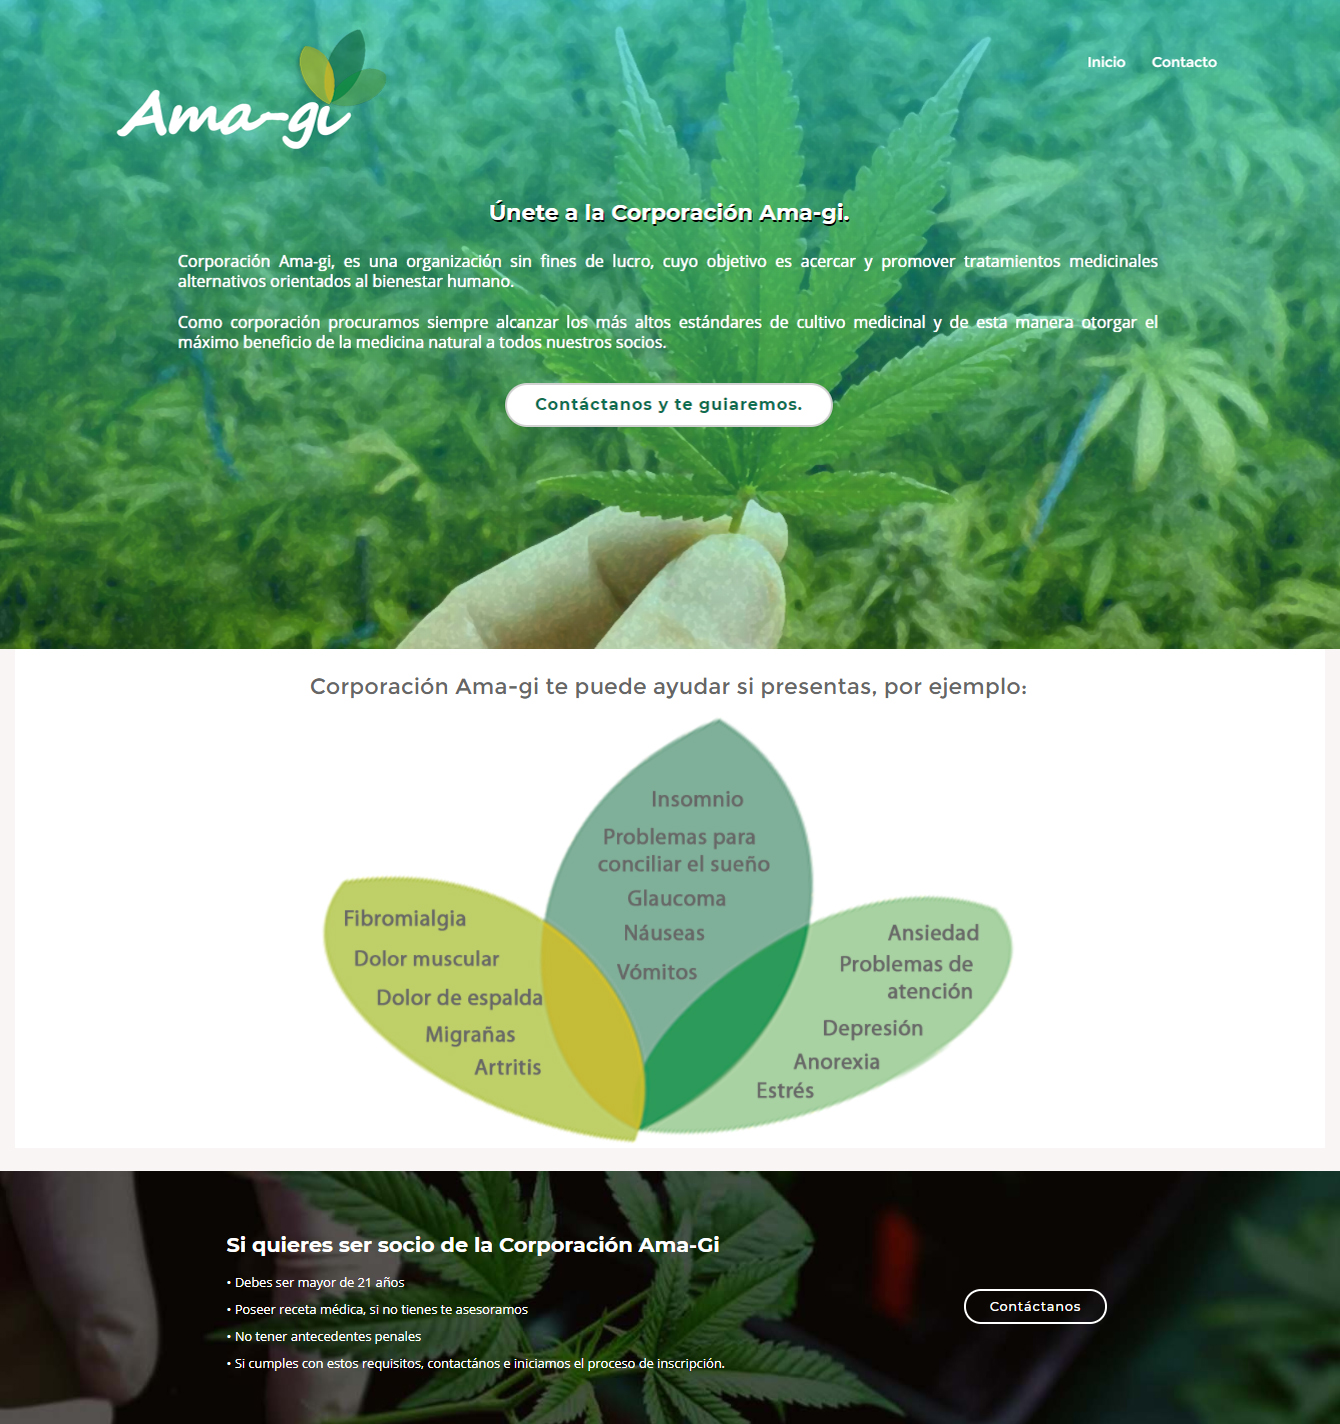 Ama-gi
Inicio
Contacto
Únete a la Corporación Ama-gi.
Corporación Ama-gi, es una organización sin fines de lucro, cuyo objetivo es acercar y promover tratamientos medicinales
alternativos orientados al bienestar humano.
Como corporación procuramos siempre alcanzar los más altos estándares de cultivo medicinal y de esta manera otorgar el
máximo beneficio de la medicina natural a todos nuestros socios.
Contáctanos y te guiaremos.
Corporación Ama-gi te puede ayudar si presentas, por ejemplo:
Fibromialgia
Dolor muscular
Dolor de espalda
Migrañas
Artritis
Insomnio
Problemas para
conciliar el sueño
Glaucoma
Náuseas
Vómitos
Ansiedad
Problemas de
atención
Depresión
Anorexia
Estrés
Si quieres ser socio de la Corporación Ama-Gi
• Debes ser mayor de 21 años
• Poseer receta médica, si no tienes te asesoramos
• No tener antecedentes penales
• Si cumples con estos requisitos, contactános e iniciamos el proceso de inscripción.
Contáctanos